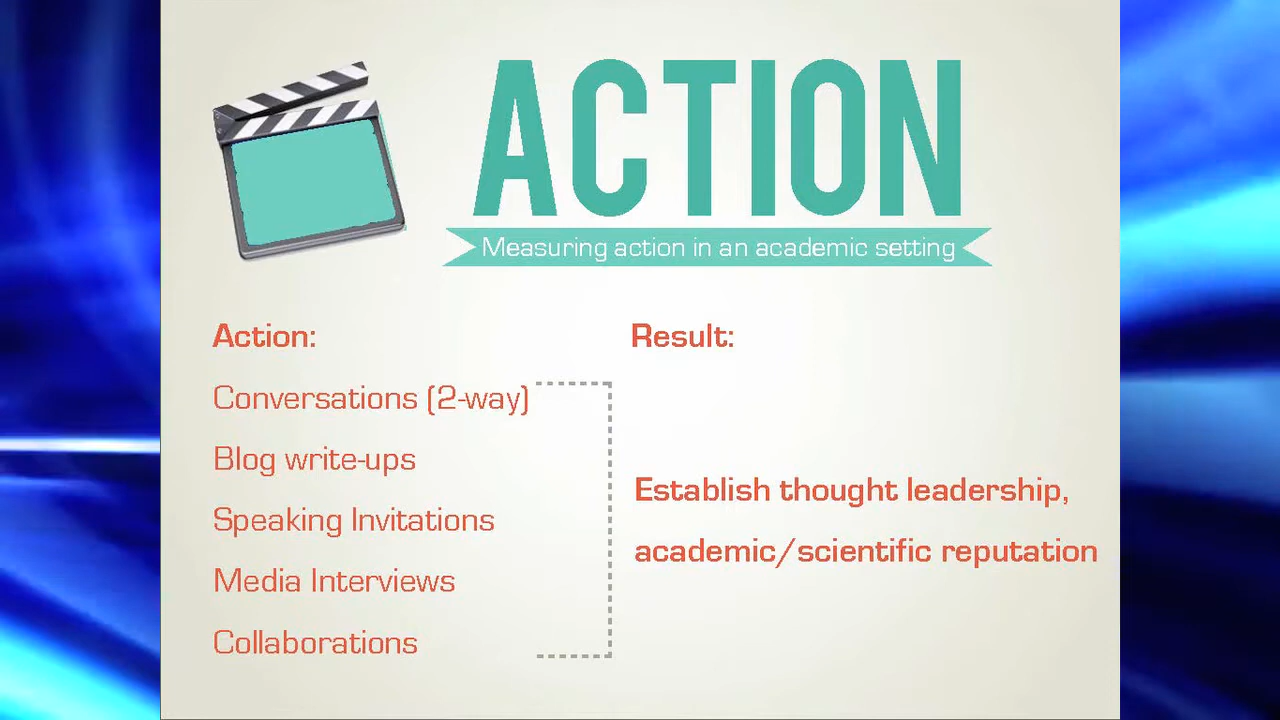 ACTION
Measuring action in an academic setting
Action:
Conversations (2-way)
Blog write-ups
Speaking Invitations
Media Interviews
Collaborations
Result:
Establish thought leadership,
academic/scientific reputation